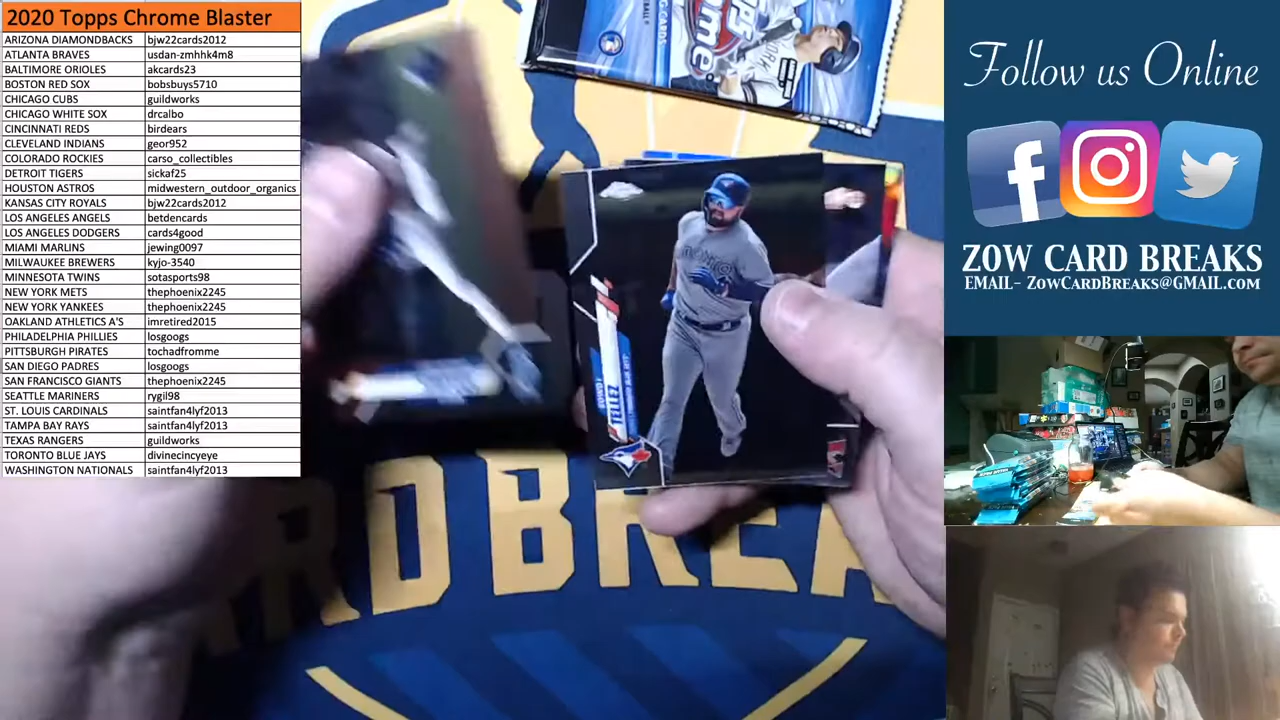 2020 Topps Chrome Blaster
ARIZONA DIAMONDBACKS bjw22cards2012
ATLANTA BRAVES usdan-zmhhk4m8
BALTIMORE ORIOLES akcards23
BOSTON RED SOX bobsbuys5710
CHICAGO CUBS guildworks
CHICAGO WHITE SOX drcalbo
CINCINNATI REDS birdears
CLEVELAND INDIANS geor952
COLORADO ROCKIES carso_collectibles
DETROIT TIGERS sickaf25
HOUSTON ASTROS midwestern_outdoor_organics
KANSAS CITY ROYALS bjw22cards2012
LOS ANGELES ANGELS betdencards
LOS ANGELES DODGERS cards4good
MIAMI MARLINS jewing0097
MILWAUKEE BREWERS kyjo-3540
MINNESOTA TWINS sotasports98
NEW YORK METS thephoenix2245
NEW YORK YANKEES thephoenix2245
OAKLAND ATHLETICS A'S imretired2015
PHILADELPHIA PHILLIES losgoogs
PITTSBURGH PIRATES tochadfromme
SAN DIEGO PADRES losgoogs
SAN FRANCISCO GIANTS thephoenix2245
SEATTLE MARINERS rygil98
ST. LOUIS CARDINALS saintfan4lyf2013
TAMPA BAY RAYS saintfan4lyf2013
TEXAS RANGERS guildworks
TORONTO BLUE JAYS divinecincyeye
WASHINGTON NATIONALS saintfan4lyf2013
TELLEZ
RD BREA
Follow us Online
ZOW CARD BREAKS
EMAIL- ZOWCARDBREAKS@GMAIL.COM